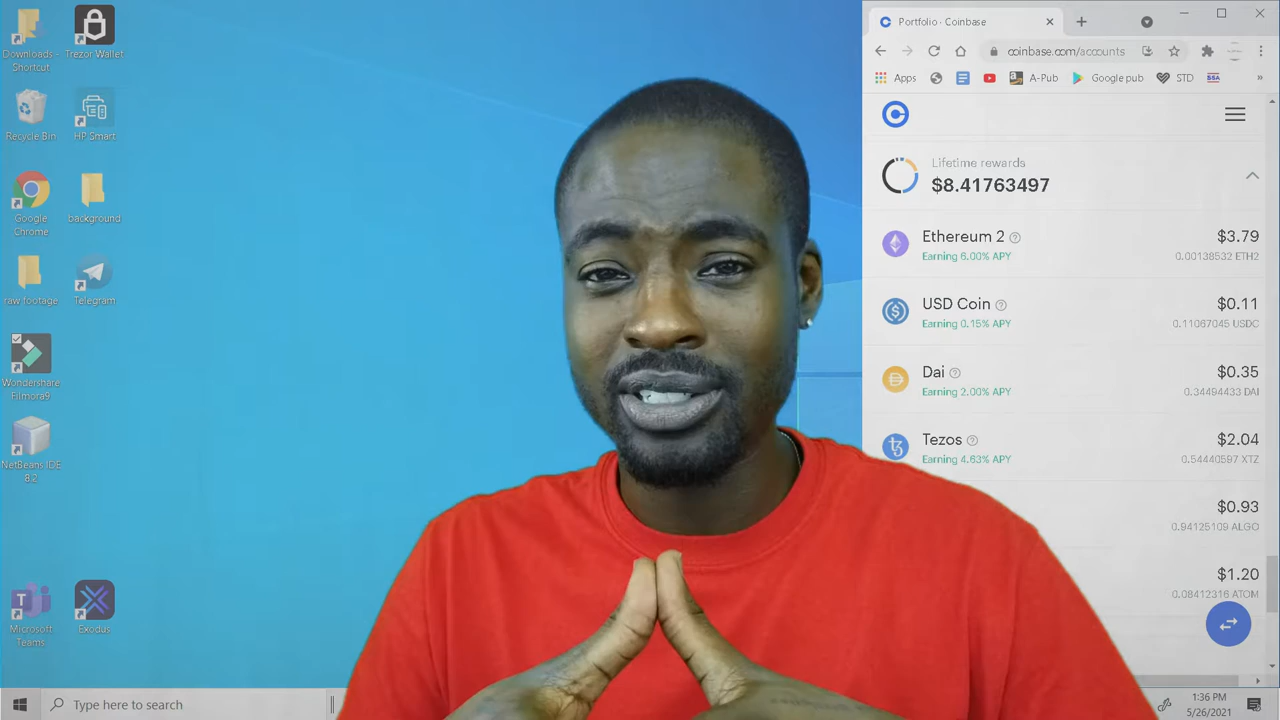 Downloads -
Shortcut
Trezor Wallet
Recycle Bin
HP Smart
Google
Chrome
background
raw footage
Telegram
Wondershare
Filmora9
NetBeans IDE
8.2
Microsoft
Teams
Exodus
Type here to search
Portfolio - Coinbase
coinbase.com/accounts
Apps
A-Pub
Google pub
STD
SSA
Lifetime rewards
$8.41763497
Ethereum 2
$3.79
Earning 6.00% APY
0.00138532 ETH2
USD Coin
$0.11
Earning 0.15% APY
0.11067045 USDC
Dai
$0.35
Earning 2.00% APY
0.34494433 DAI
Tezos
$2.04
Earning 4.63% APY
0.54440597 XTZ
$0.93
0.94125109 ALGO
$1.20
0.08412316 ATOM
1:36 PM
5/26/2021